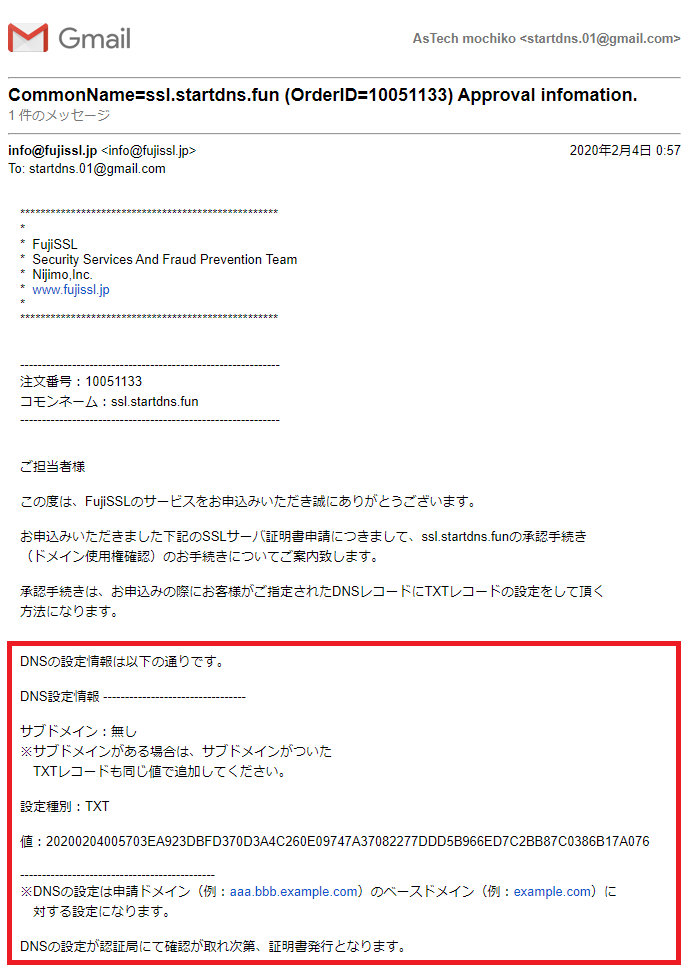 Gmail
AsTech mochiko <startdns.01@gmail.com>
CommonName=ssl.startdns.fun (OrderID=10051133) Approval infomation.
1 件のメッセージ
info@fujissl.jp <info@fujissl.jp>
2020年2月4日 0:57
To: startdns.01@gmail.com
***************************************************
*
* FujiSSL
* Security Services And Fraud Prevention Team
* Nijimo,Inc.
* www.fujissl.jp
*
***************************************************
------------------------------------------------------------
注文番号：10051133
コモンネーム：ssl.startdns.fun
------------------------------------------------------------
ご担当者様
この度は、FujiSSLのサービスをお申込みいただき誠にありがとうございます。
お申込みいただきました下記のSSLサーバ証明書申請につきまして、ssl.startdns.funの承認手続き
（ドメイン使用権確認）のお手続きについてご案内致します。
承認手続きは、お申込みの際にお客様がご指定されたDNSレコードにTXTレコードの設定をして頂く
方法になります。
DNSの設定情報は以下の通りです。
DNS設定情報 ---------------------------------
サブドメイン：無し
※サブドメインがある場合は、サブドメインがついた
TXTレコードも同じ値で追加してください。
設定種別：TXT
値：20200204005703EA923DBFD370D3A4C260E09747A37082277DDD5B966ED7C2BB87C0386B17A076
---------------------------------------------
※DNSの設定は申請ドメイン（例：aaa.bbb.example.com）のベースドメイン（例：example.com）に
対する設定になります。
DNSの設定が認証局にて確認が取れ次第、証明書発行となります。